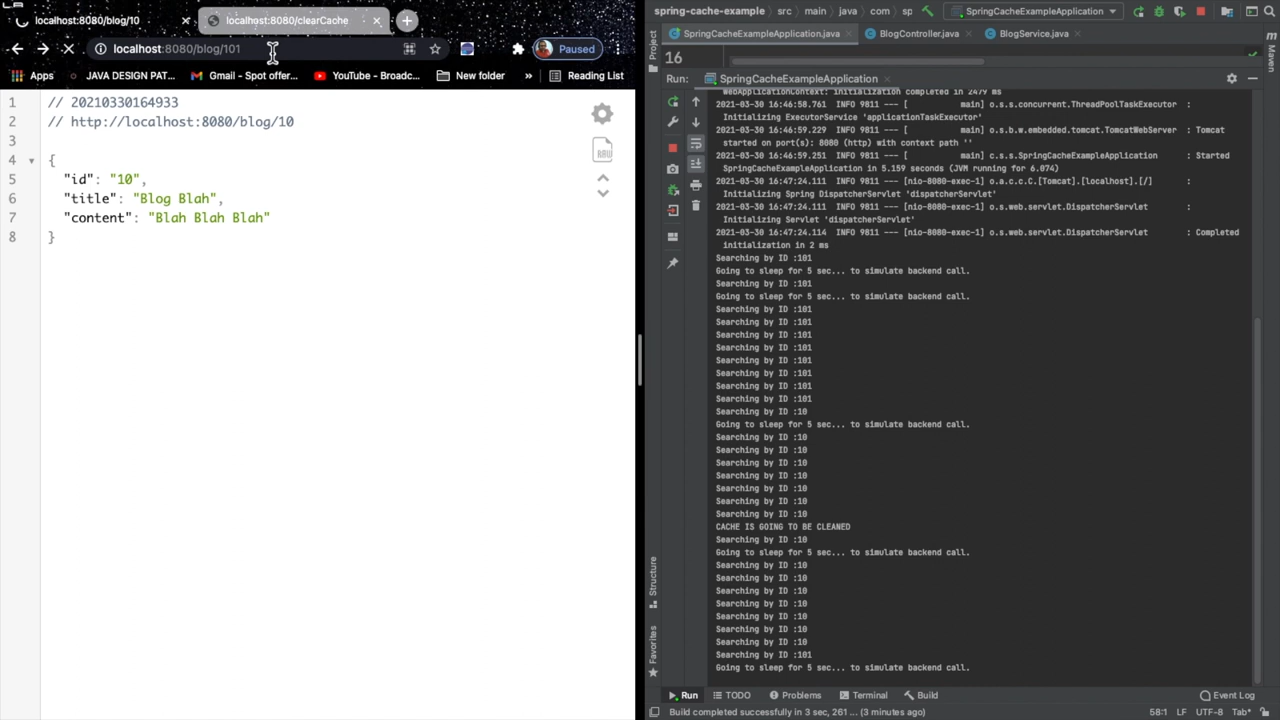 localhost:8080/blog/10
localhost:8080/clearCache
localhost:8080/blog/101
Paused
Apps
JAVA DESIGN PAT...
Gmail - Spot offer...
YouTube - Broadc...
New folder
»
Reading List
1 // 20210330164933
2 // http://localhost:8080/blog/10
3
4 {
5 "id": "10",
6 "title": "Blog Blah",
7 "content": "Blah Blah Blah"
8 }
RAW
spring-cache-example
src
main
java
com
sp
SpringCacheExampleApplication
SpringCacheExampleApplication.java
BlogController.java
BlogService.java
16
Run:
SpringCacheExampleApplication
WebApplicationContext: initialization completed in 2479 ms
2021-03-30 16:46:58.761 INFO 9811 --- [ main] o.s.s.concurrent.ThreadPoolTaskExecutor :
Initializing ExecutorService 'applicationTaskExecutor'
2021-03-30 16:46:59.229 INFO 9811 --- [ main] o.s.b.w.embedded.tomcat.TomcatWebServer : Tomcat
started on port(s): 8080 (http) with context path ''
2021-03-30 16:46:59.251 INFO 9811 --- [ main] c.s.s.SpringCacheExampleApplication : Started
SpringCacheExampleApplication in 5.159 seconds (JVM running for 6.074)
2021-03-30 16:47:24.111 INFO 9811 --- [nio-8080-exec-1] o.a.c.c.C.[Tomcat].[localhost].[/] :
Initializing Spring DispatcherServlet 'dispatcherServlet'
2021-03-30 16:47:24.111 INFO 9811 --- [nio-8080-exec-1] o.s.web.servlet.DispatcherServlet :
Initializing Servlet 'dispatcherServlet'
2021-03-30 16:47:24.114 INFO 9811 --- [nio-8080-exec-1] o.s.web.servlet.DispatcherServlet : Completed
initialization in 2 ms
Searching by ID :101
Going to sleep for 5 sec... to simulate backend call.
Searching by ID :101
Going to sleep for 5 sec... to simulate backend call.
Searching by ID :101
Searching by ID :101
Searching by ID :101
Searching by ID :101
Searching by ID :101
Searching by ID :101
Searching by ID :101
Searching by ID :101
Searching by ID :10
Going to sleep for 5 sec... to simulate backend call.
Searching by ID :10
Searching by ID :10
Searching by ID :10
Searching by ID :10
Searching by ID :10
Searching by ID :10
Searching by ID :10
CACHE IS GOING TO BE CLEANED
Searching by ID :10
Going to sleep for 5 sec... to simulate backend call.
Searching by ID :10
Searching by ID :10
Searching by ID :10
Searching by ID :10
Searching by ID :10
Searching by ID :10
Searching by ID :10
Searching by ID :101
Going to sleep for 5 sec... to simulate backend call.
Project
Structure
Favorites
Maven
Run
TODO
Problems
Terminal
Build
Event Log
Build completed successfully in 3 sec, 261 ... (3 minutes ago)
58:1
LF
UTF-8
Tab*